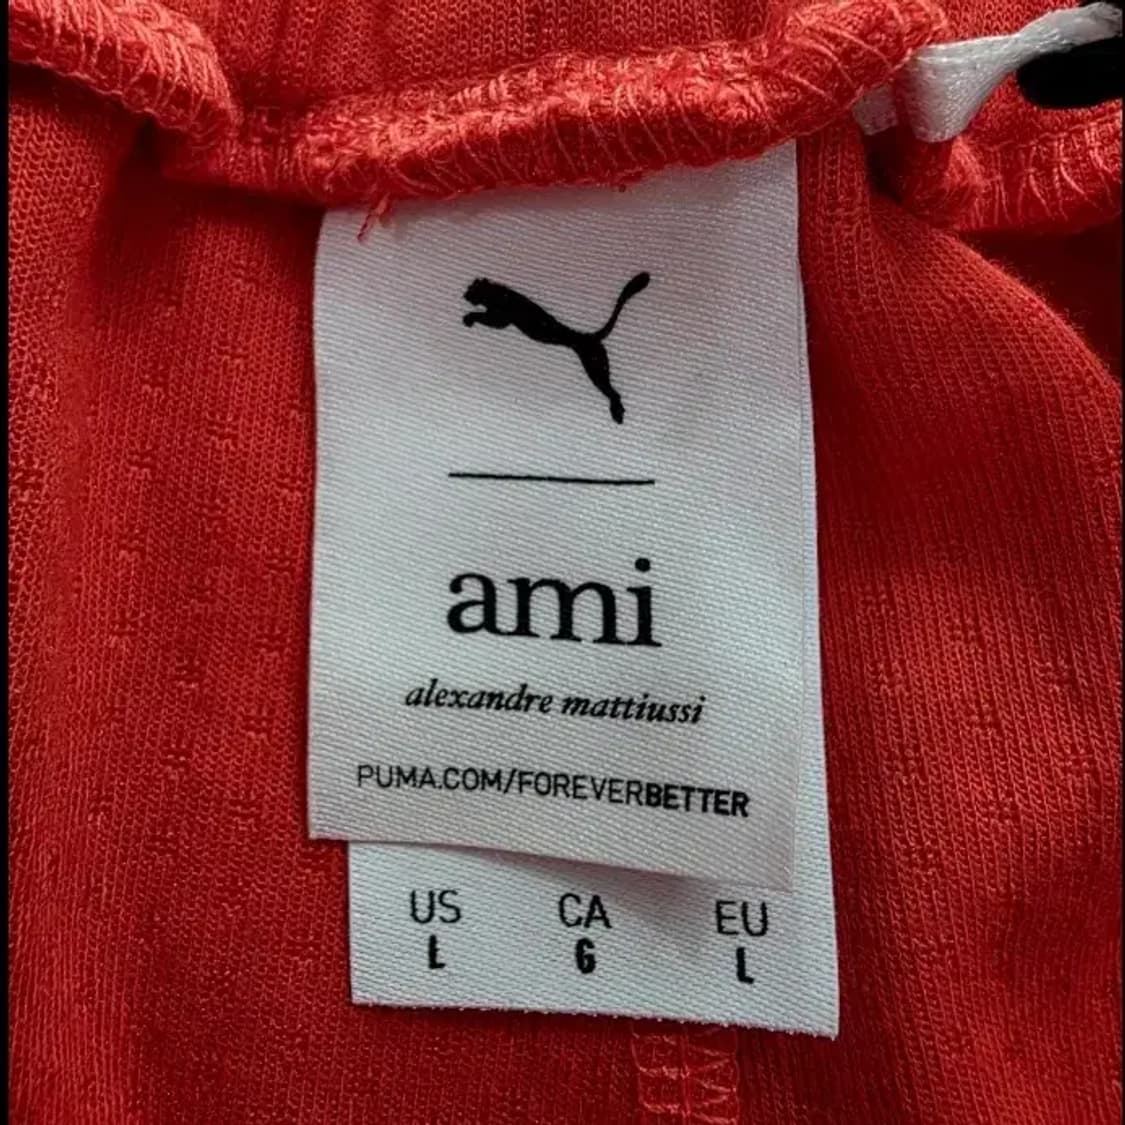 ami
alexandre mattiussi
PUMA.COM/FOREVERBETTER
US CA EU
L G L